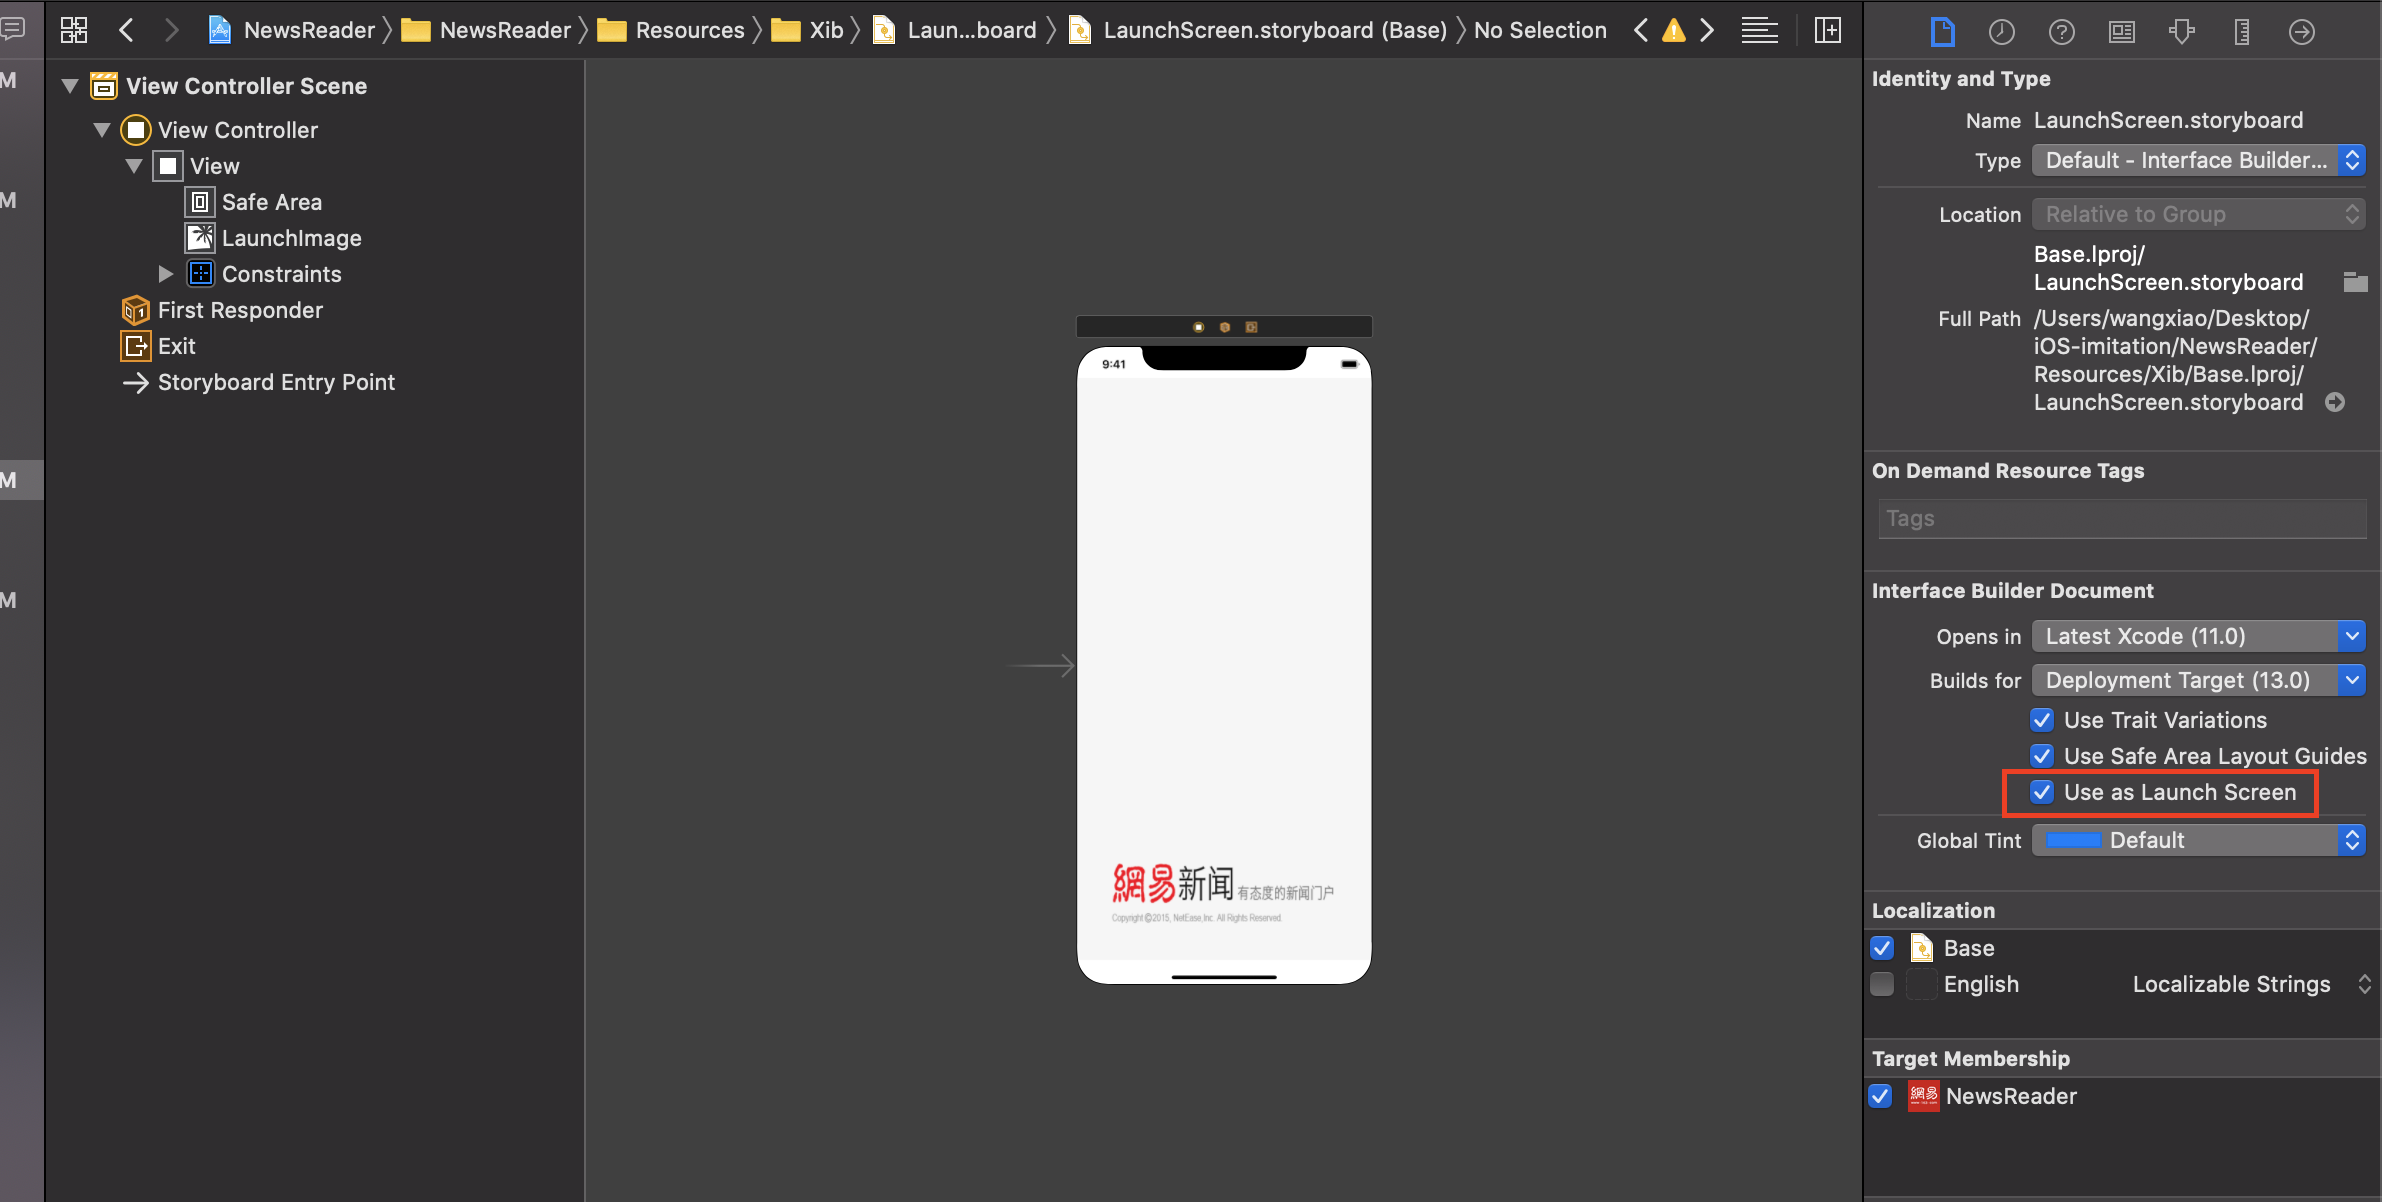 NewsReader
NewsReader
Resources
Xib
Laun...board
LaunchScreen.storyboard (Base)
No Selection
M
M
M
M
View Controller Scene
View Controller
View
Safe Area
LaunchImage
Constraints
First Responder
Exit
Storyboard Entry Point
9:41
網易新闻 有态度的新闻门户
Copyright©2015, NetEase,Inc. All Rights Reserved.
Identity and Type
Name LaunchScreen.storyboard
Type Default - Interface Builder...
Location Relative to Group
Base.lproj/
LaunchScreen.storyboard
Full Path /Users/wangxiao/Desktop/
iOS-imitation/NewsReader/
Resources/Xib/Base.lproj/
LaunchScreen.storyboard
On Demand Resource Tags
Tags
Interface Builder Document
Opens in Latest Xcode (11.0)
Builds for Deployment Target (13.0)
Use Trait Variations
Use Safe Area Layout Guides
Use as Launch Screen
Global Tint Default
Localization
Base
English Localizable Strings
Target Membership
網易 NewsReader